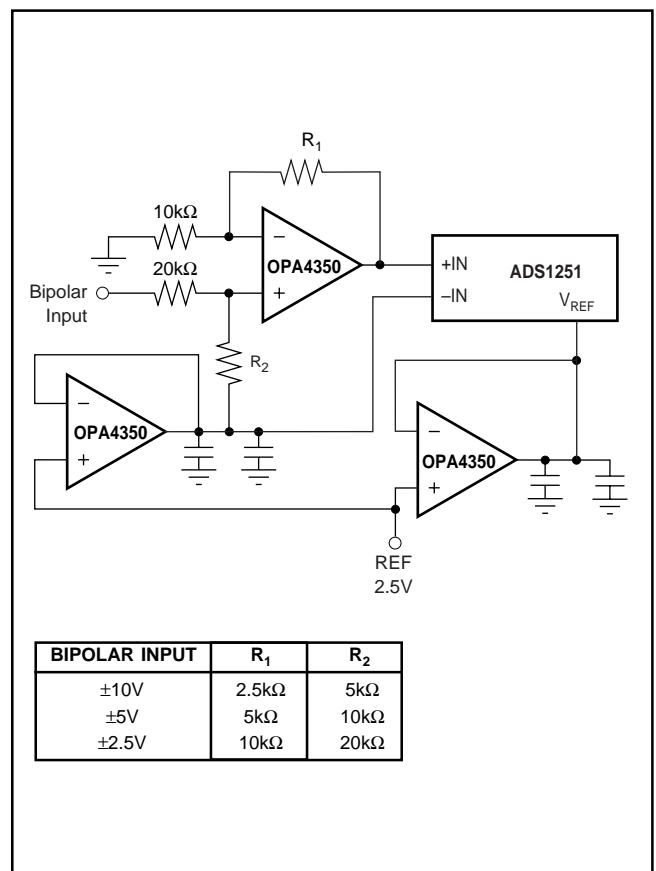 R₁
10kΩ
−
OPA4350
+
20kΩ
Bipolar
Input
R₂
+IN
–IN
ADS1251
VREF
−
OPA4350
+
−
OPA4350
+
REF
2.5V
BIPOLAR INPUT R₁ R₂
±10V 2.5kΩ 5kΩ
±5V 5kΩ 10kΩ
±2.5V 10kΩ 20kΩ